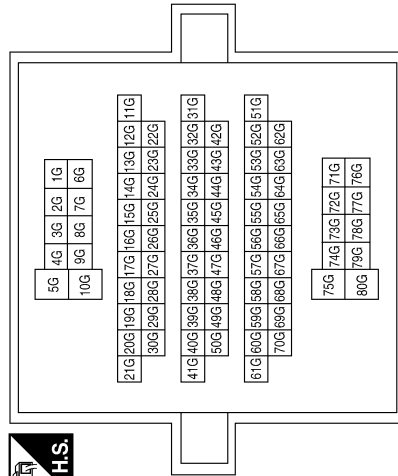 H.S.
5G 4G 3G 2G 1G
10G 9G 8G 7G 6G
21G 20G 19G 18G 17G 16G 15G 14G 13G 12G 11G
30G 29G 28G 27G 26G 25G 24G 23G 22G
41G 40G 39G 38G 37G 36G 35G 34G 33G 32G 31G
50G 49G 48G 47G 46G 45G 44G 43G 42G
61G 60G 59G 58G 57G 56G 55G 54G 53G 52G 51G
70G 69G 68G 67G 66G 65G 64G 63G 62G
75G 74G 73G 72G 71G
80G 79G 78G 77G 76G